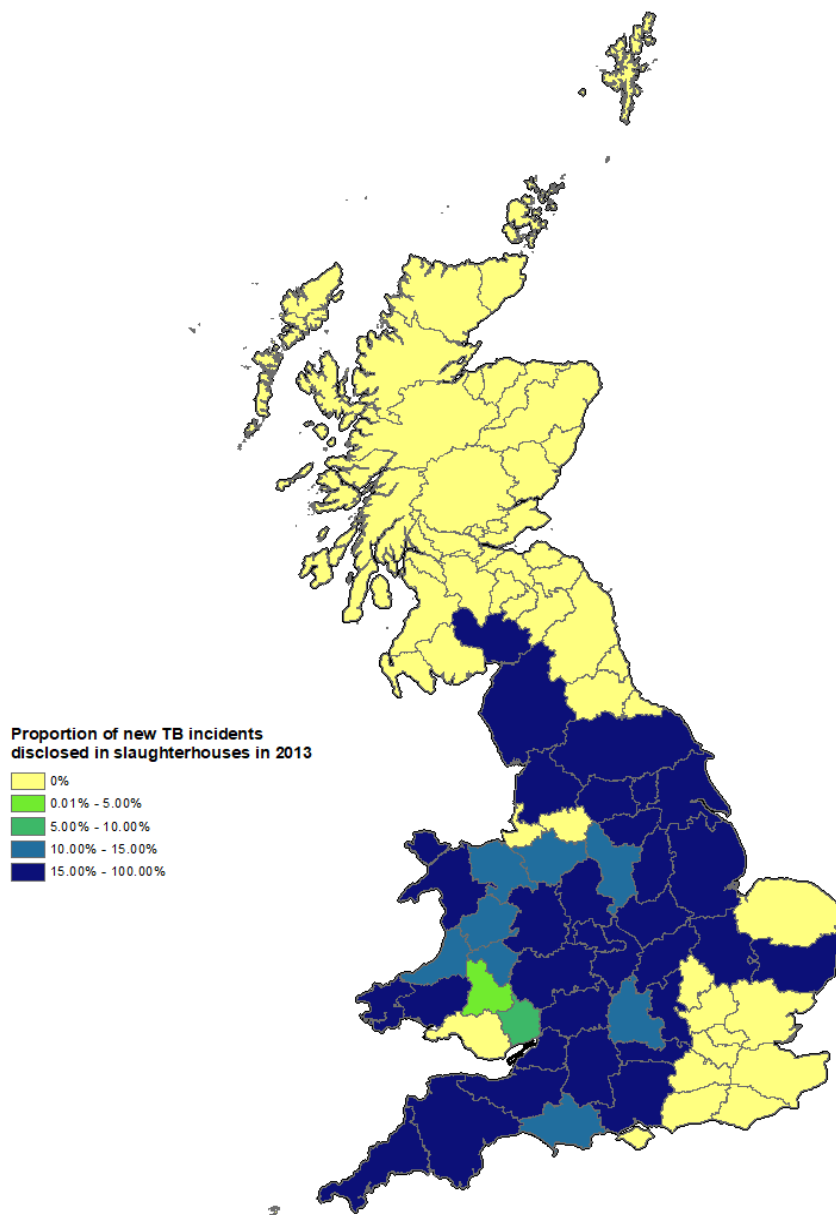 Proportion of new TB incidents
disclosed in slaughterhouses in 2013
0%
0.01% - 5.00%
5.00% - 10.00%
10.00% - 15.00%
15.00% - 100.00%